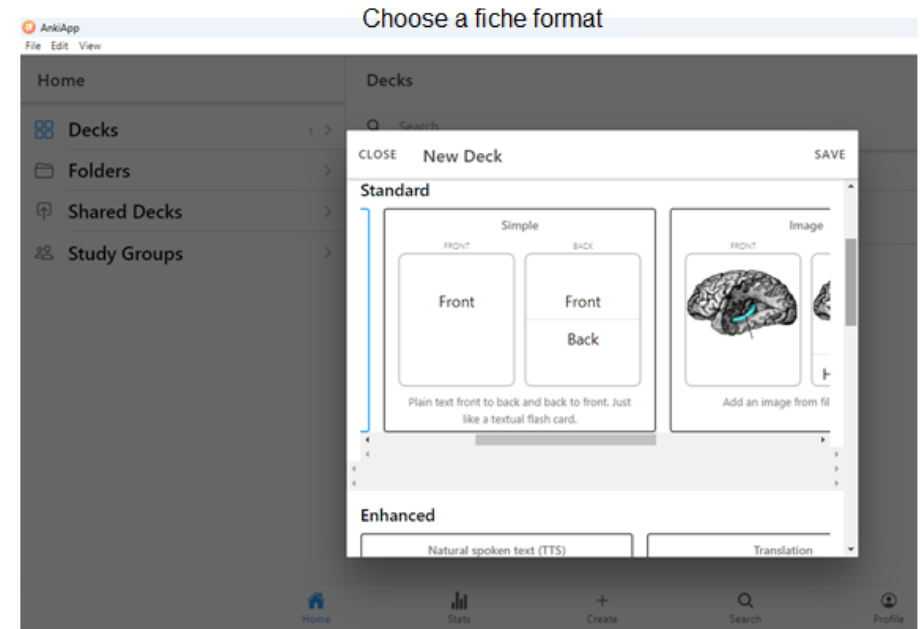 Choose a fiche format
AnkiApp
File Edit View
Home
Decks
Decks
1
Search
Folders
Shared Decks
Study Groups
CLOSE
New Deck
SAVE
Standard
Simple
FRONT
BACK
Front
Front
Back
Plain text front to back and back to front. Just
like a textual flash card.
Image
FRONT
H
Add an image from fil
Enhanced
Natural spoken text (TTS)
Translation
Home
Stats
Create
Search
Profile